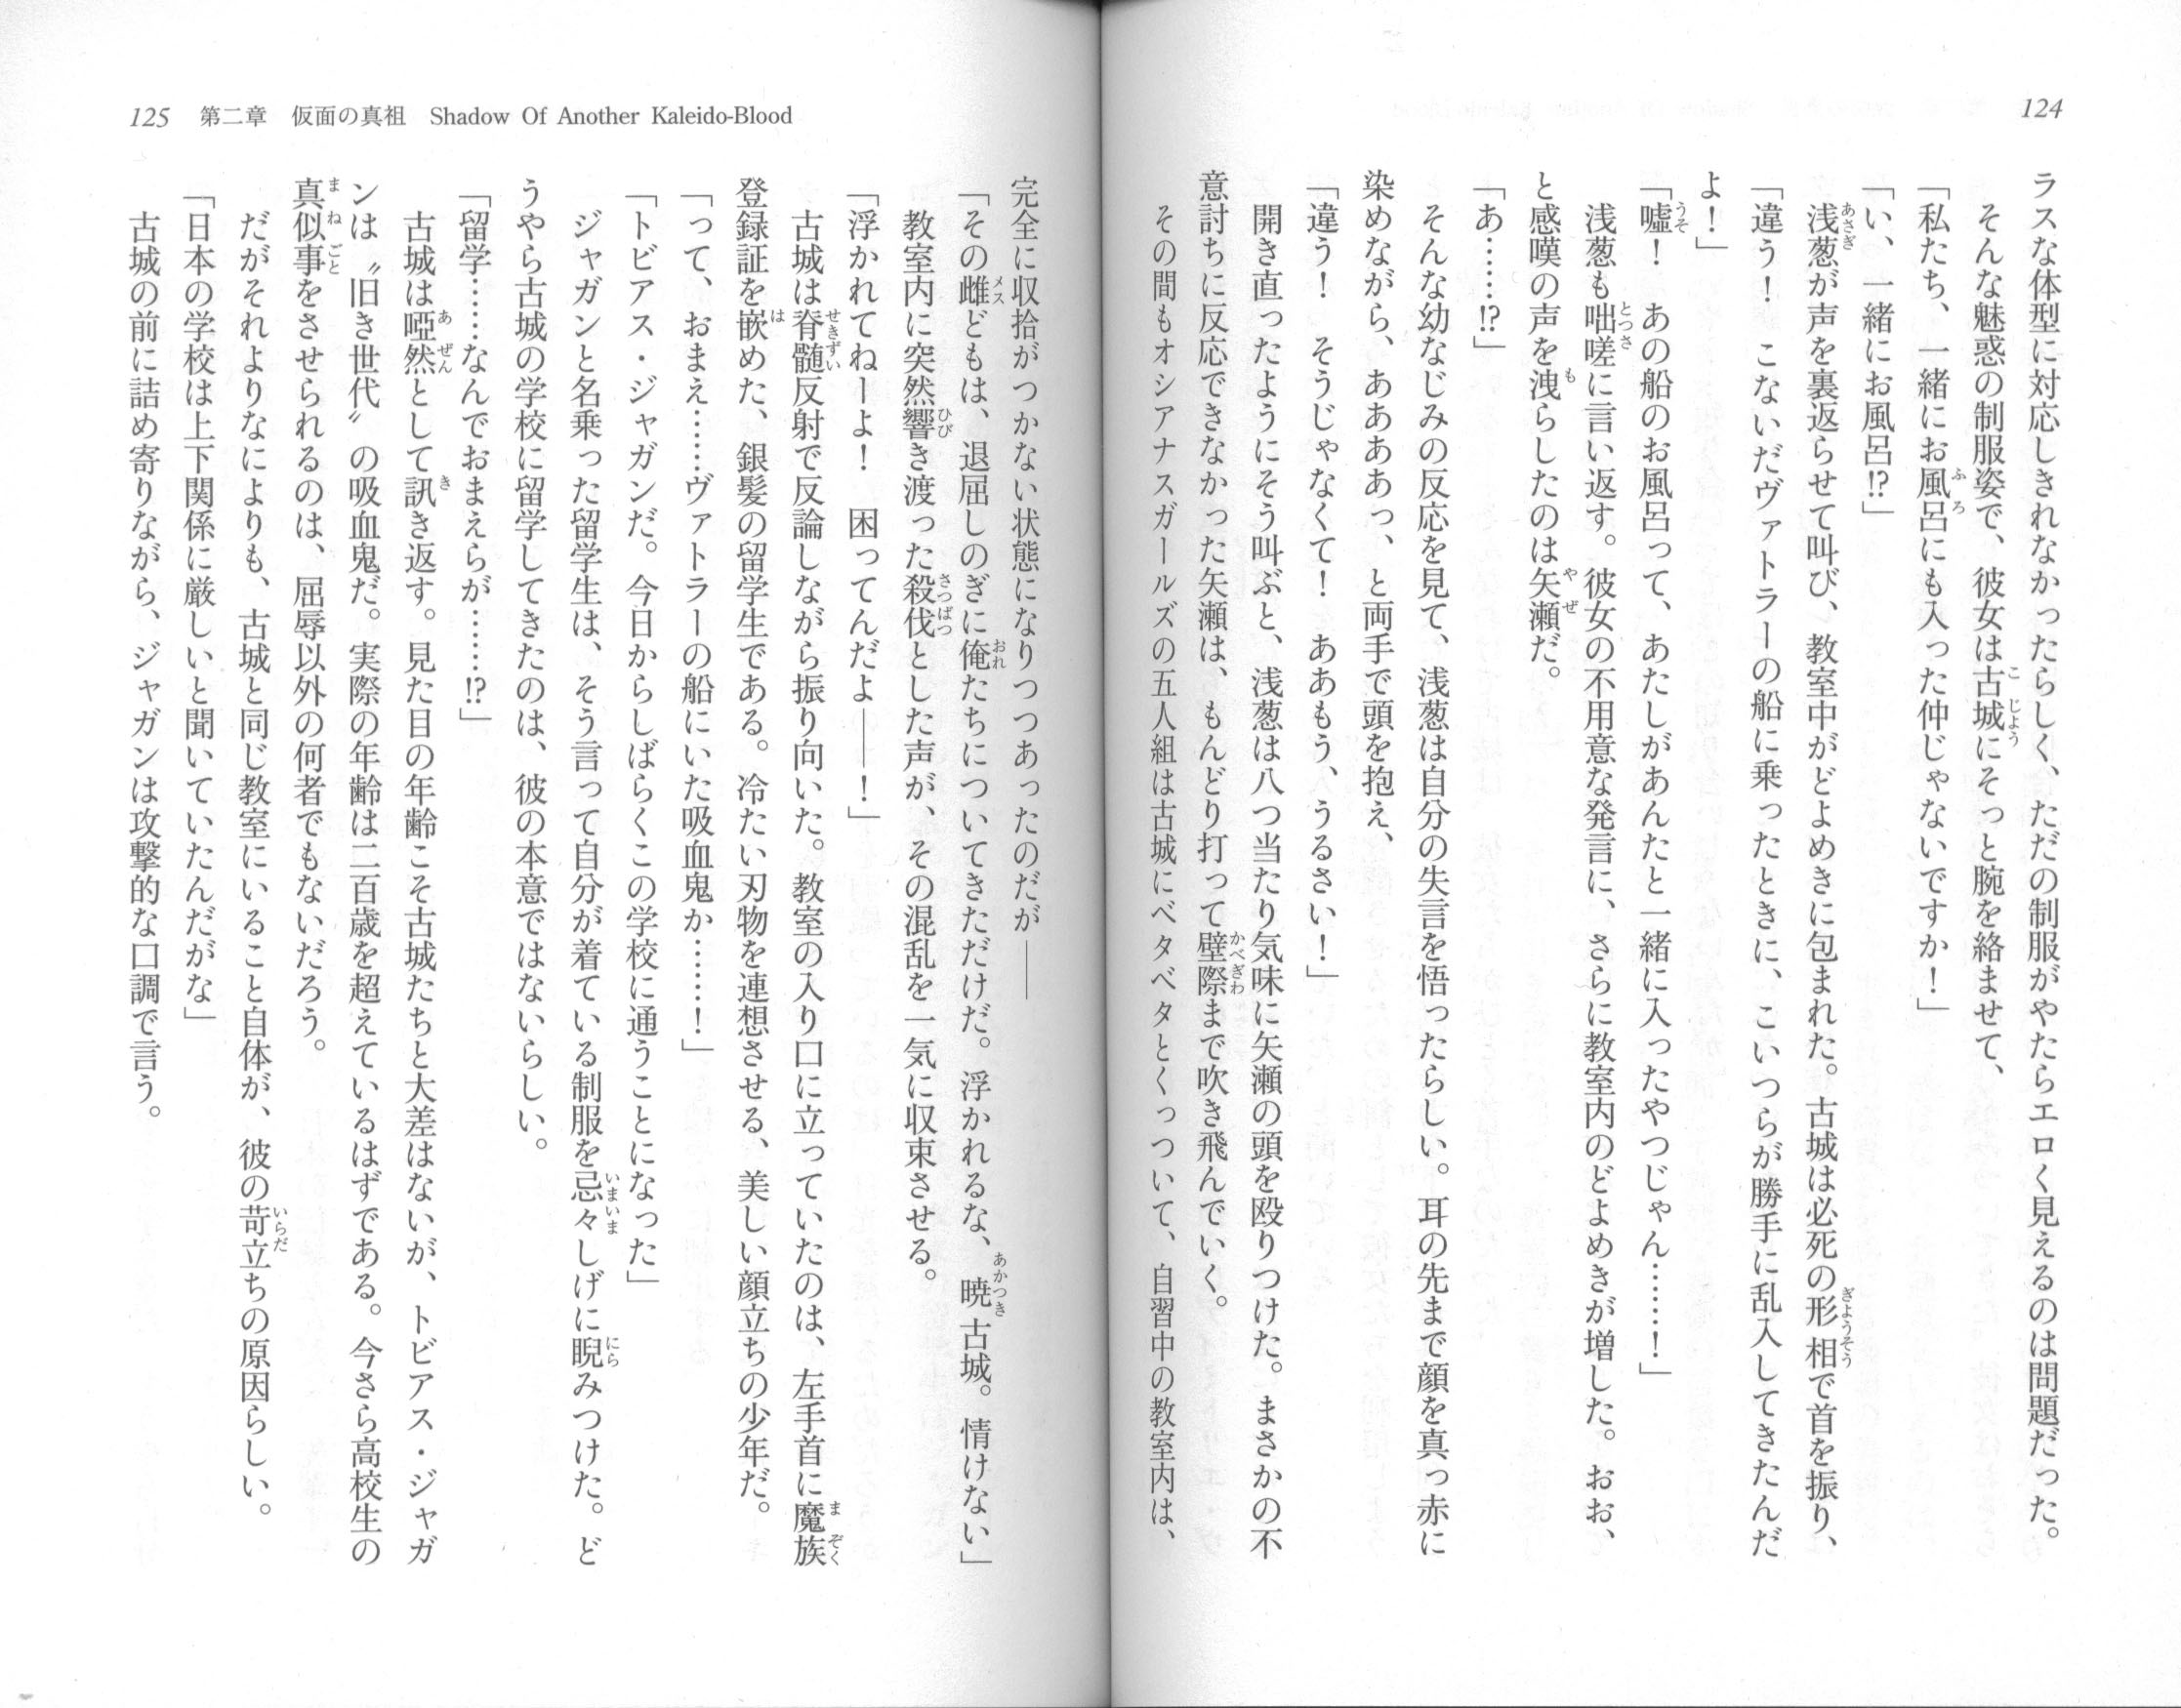 124
ラスな体型に対応しきれなかったらしく、ただの制服がやたらエロく見えるのは問題だった。
そんな魅惑の制服姿で、彼女は古城にそっと腕を絡ませて、
「私たち、一緒にお風呂にも入った仲じゃないですか！」
「い、一緒にお風呂!?」
浅葱が声を裏返らせて叫び、教室中がどよめきに包まれた。古城は必死の形相で首を振り、
「違う！　こないだヴァトラーの船に乗ったときに、こいつらが勝手に乱入してきたんだ
よ！」
「嘘！　あの船のお風呂って、あたしがあんたと一緒に入ったやつじゃん……！」
浅葱も咄嗟に言い返す。彼女の不用意な発言に、さらに教室内のどよめきが増した。おお、
と感嘆の声を洩らしたのは矢瀬だ。
「あ……!?」
そんな幼なじみの反応を見て、浅葱は自分の失言を悟ったらしい。耳の先まで顔を真っ赤に
染めながら、ああああっ、と両手で頭を抱え、
「違う！　そうじゃなくて！　ああもう、うるさい！」
開き直ったようにそう叫ぶと、浅葱は八つ当たり気味に矢瀬の頭を殴りつけた。まさかの不
意討ちに反応できなかった矢瀬は、もんどり打って壁際まで吹き飛んでいく。
その間もオシアナスガールズの五人組は古城にベタベタとくっついて、自習中の教室内は、
125　第二章　仮面の真祖　Shadow Of Another Kaleido-Blood
完全に収拾がつかない状態になりつつあったのだが——
「その雌どもは、退屈しのぎに俺たちについてきただけだ。浮かれるな、暁古城。情けない」
教室内に突然響き渡った殺伐とした声が、その混乱を一気に収束させる。
「浮かれてねーよ！　困ってんだよ——！」
古城は脊髄反射で反論しながら振り向いた。教室の入り口に立っていたのは、左手首に魔族
登録証を嵌めた、銀髪の留学生である。冷たい刃物を連想させる、美しい顔立ちの少年だ。
「って、おまえ……ヴァトラーの船にいた吸血鬼か……！」
「トビアス・ジャガンだ。今日からしばらくこの学校に通うことになった」
ジャガンと名乗った留学生は、そう言って自分が着ている制服を忌々しげに睨みつけた。ど
うやら古城の学校に留学してきたのは、彼の本意ではないらしい。
「留学……なんでおまえらが……!?」
古城は啞然として訊き返す。見た目の年齢こそ古城たちと大差はないが、トビアス・ジャガ
ンは〝旧き世代〟の吸血鬼だ。実際の年齢は二百歳を超えているはずである。今さら高校生の
真似事をさせられるのは、屈辱以外の何者でもないだろう。
だがそれよりなによりも、古城と同じ教室にいること自体が、彼の苛立ちの原因らしい。
「日本の学校は上下関係に厳しいと聞いていたんだがな」
古城の前に詰め寄りながら、ジャガンは攻撃的な口調で言う。